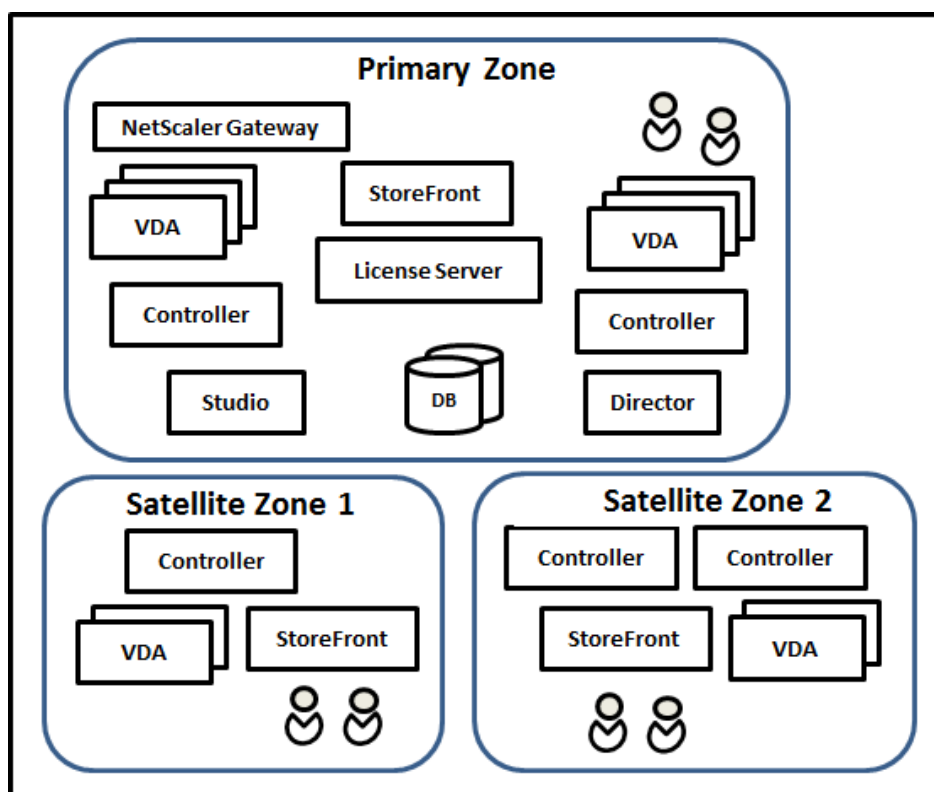 Primary Zone
NetScaler Gateway
StoreFront
VDA
VDA
License Server
Controller
Controller
Studio
DB
Director
Satellite Zone 1
Controller
VDA
StoreFront
Satellite Zone 2
Controller
Controller
StoreFront
VDA